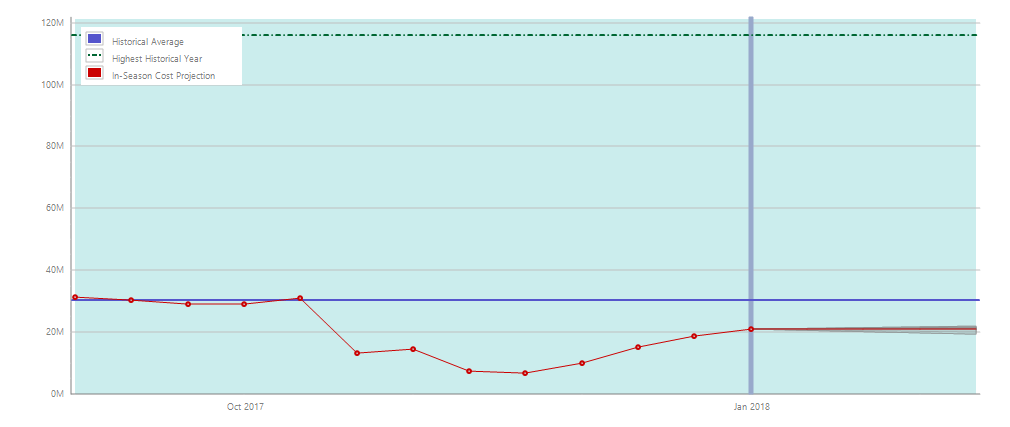 120M
Historical Average
Highest Historical Year
In-Season Cost Projection
100M
80M
60M
40M
20M
0M
Oct 2017
Jan 2018